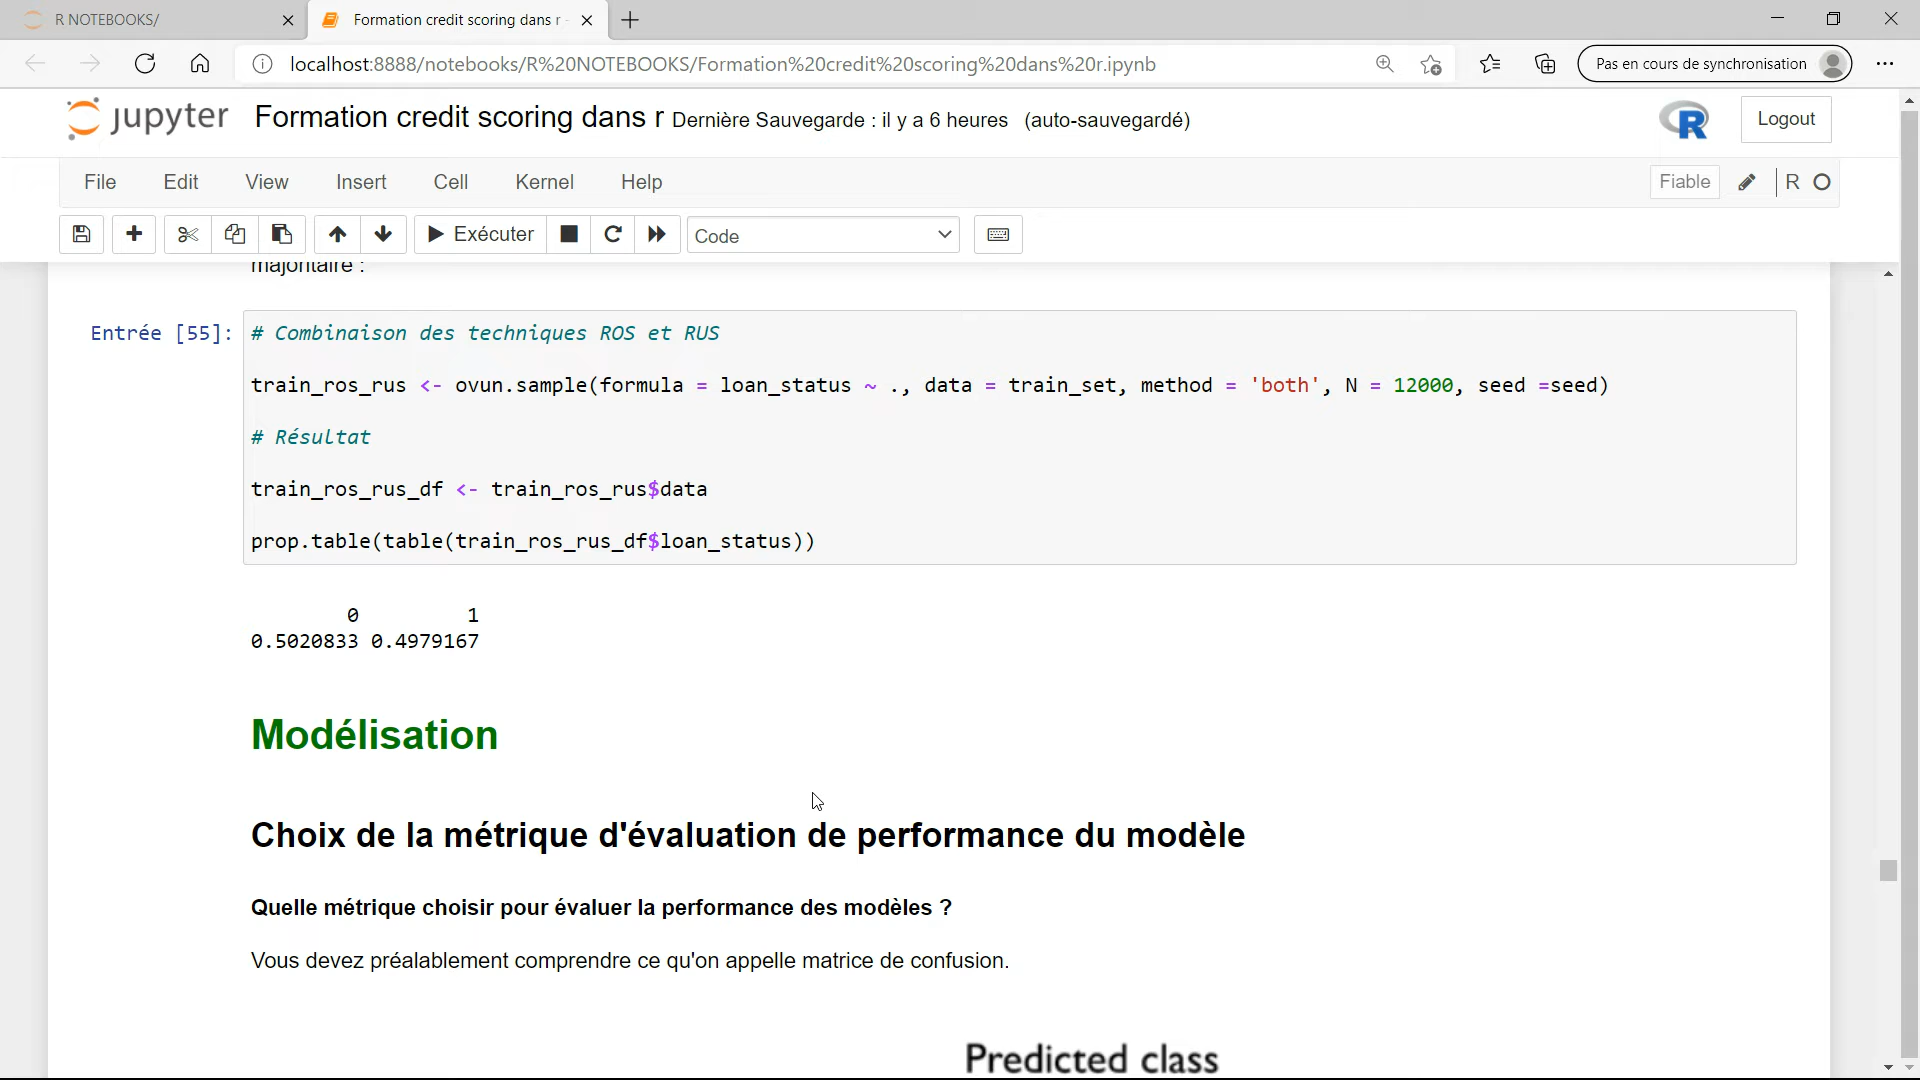 R NOTEBOOKS/
Formation credit scoring dans r -
localhost:8888/notebooks/R%20NOTEBOOKS/Formation%20credit%20scoring%20dans%20r.ipynb
Pas en cours de synchronisation
jupyter Formation credit scoring dans r Dernière Sauvegarde : il y a 6 heures (auto-sauvegardé)
R
Logout
File Edit View Insert Cell Kernel Help
Fiable
R
Exécuter
Code
majoritaire :
Entrée [55]:
# Combinaison des techniques ROS et RUS
train_ros_rus <- ovun.sample(formula = loan_status ~ ., data = train_set, method = 'both', N = 12000, seed =seed)
# Résultat
train_ros_rus_df <- train_ros_rus$data
prop.table(table(train_ros_rus_df$loan_status))
0 1
0.5020833 0.4979167
Modélisation
Choix de la métrique d'évaluation de performance du modèle
Quelle métrique choisir pour évaluer la performance des modèles ?
Vous devez préalablement comprendre ce qu'on appelle matrice de confusion.
Predicted class